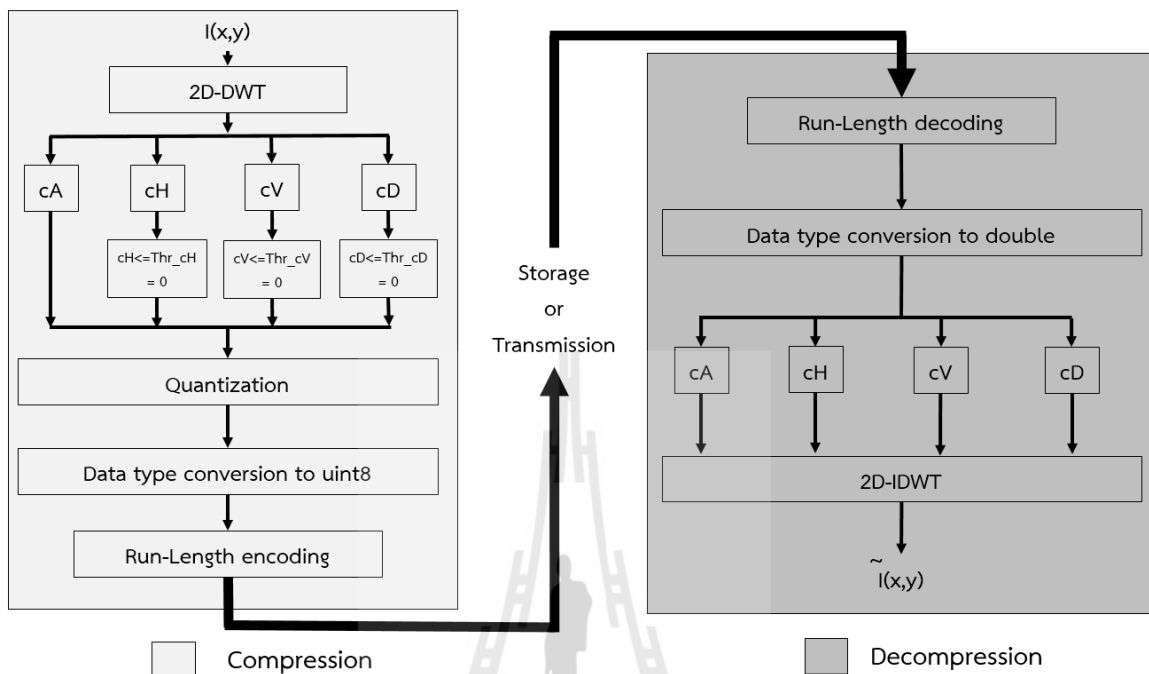 I(x,y)
2D-DWT
cA
cH
cV
cD
cH<=Thr_cH
= 0
cV<=Thr_cV
= 0
cD<=Thr_cD
= 0
Quantization
Data type conversion to uint8
Run-Length encoding
Compression
Storage
or
Transmission
Run-Length decoding
Data type conversion to double
cA
cH
cV
cD
2D-IDWT
Ĩ(x,y)
Decompression